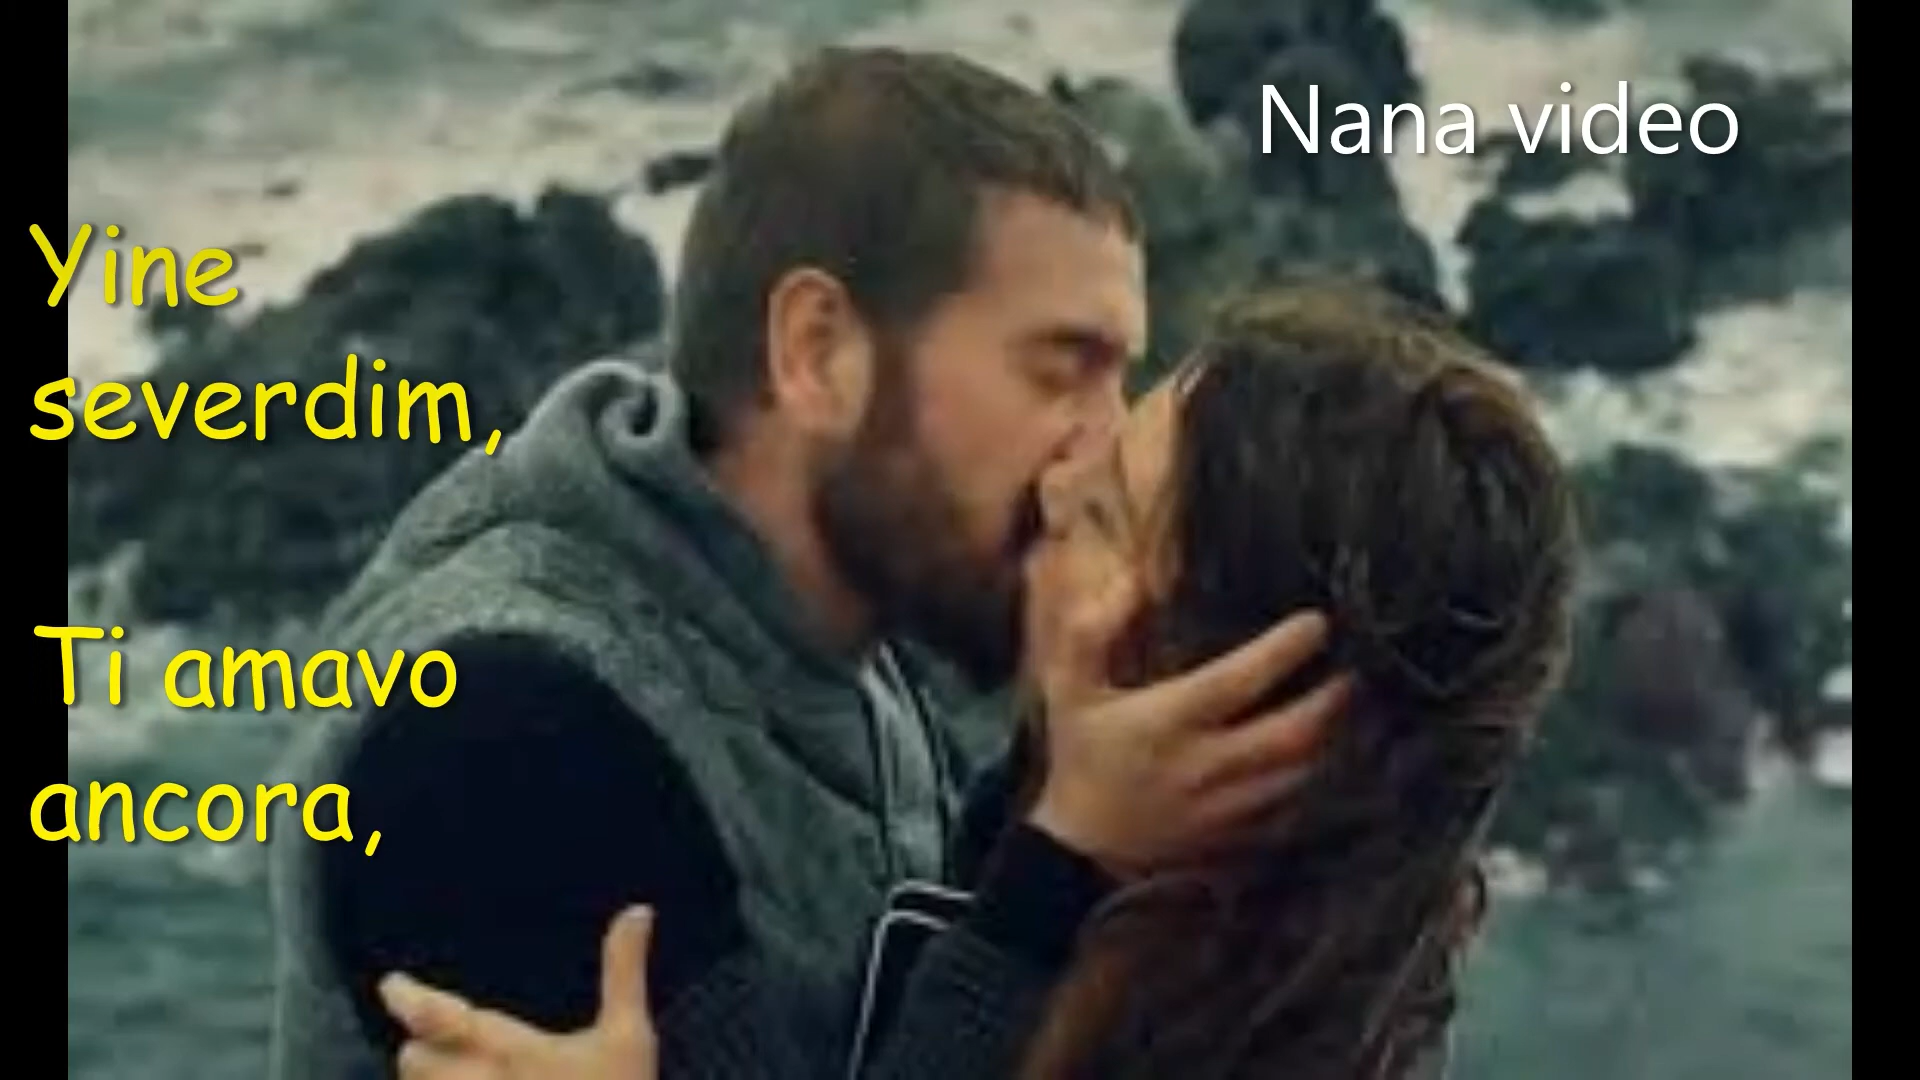 Nana video
Yine
severdim,
Ti amavo
ancora,